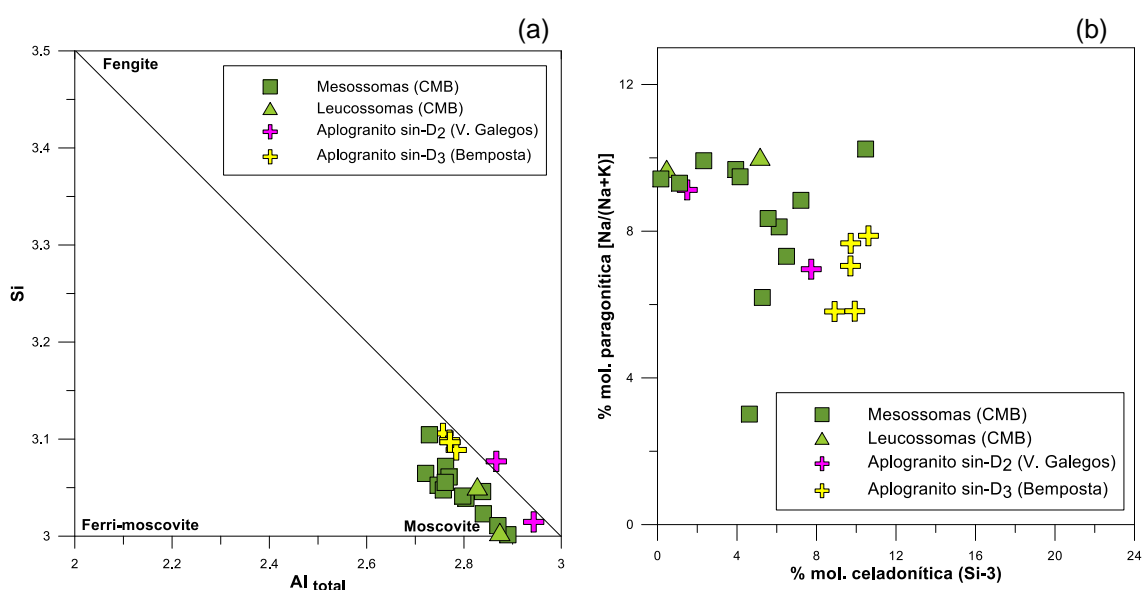 (a)
3.5
3.4
3.3
3.2
3.1
3
Si
Fengite
Mesossomas (CMB)
Leucossomas (CMB)
Aplogranito sin-D2 (V. Galegos)
Aplogranito sin-D3 (Bemposta)
Ferri-moscovite
Moscovite
2
2.2
2.4
2.6
2.8
3
Al total
(b)
12
8
4
0
% mol. paragonítica [Na/(Na+K)]
Mesossomas (CMB)
Leucossomas (CMB)
Aplogranito sin-D2 (V. Galegos)
Aplogranito sin-D3 (Bemposta)
0
4
8
12
16
20
24
% mol. celadonítica (Si-3)